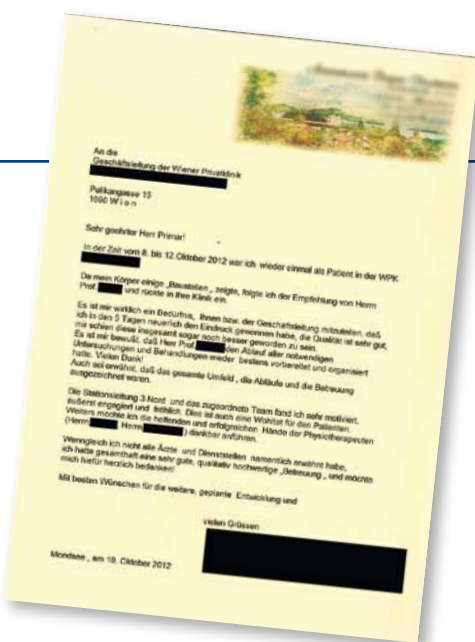 An die
Geschäftsleitung der Wiener Privatklinik
Pelikangasse 15
1090 W i e n
Sehr geehrter Herr Primar!
In der Zeit vom 8. bis 12.Oktober 2012 war ich wieder einmal als Patient in der WPK
Da mein Körper einige „Baustellen „ zeigte, folgte ich der Empfehlung von Herrn
Prof. und rückte in Ihre Klinik ein.
Es ist mir wirklich ein Bedürfnis, Ihnen bzw. der Geschäftsleitung mitzuteilen, daß
ich in den 5 Tagen neuerlich den Eindruck gewonnen habe, die Qualität ist sehr gut,
mir schien diese insgesamt sogar noch besser geworden zu sein.
Es ist mir bewußt, daß Herr Prof. den Ablauf aller notwendigen
Untersuchungen und Behandlungen wieder bestens vorbereitet und organisiert
hatte. Vielen Dank!
Auch sei erwähnt, daß das gesamte Umfeld , die Abläufe und die Betreuung
ausgezeichnet waren.
Die Stationsleitung 3 Nord und das zugeordnete Team fand ich sehr motiviert,
äußerst engagiert und fröhlich. Dies ist auch eine Wohltat für den Patienten.
Weiters möchte ich die helfenden und erfolgreichen Hände der Physiotherapeuten
(Herrn , Herrn ) dankbar anführen.
Wenngleich ich nicht alle Ärzte und Dienststellen namentlich erwähnt habe,
ich hatte gesamthaft eine sehr gute, qualitativ hochwertige „Betreuung „ und möchte
mich hiefür herzlich bedanken!
Mit besten Wünschen für die weitere, geplante Entwicklung und
vielen Grüssen
Mondsee , am 19. Oktober 2012